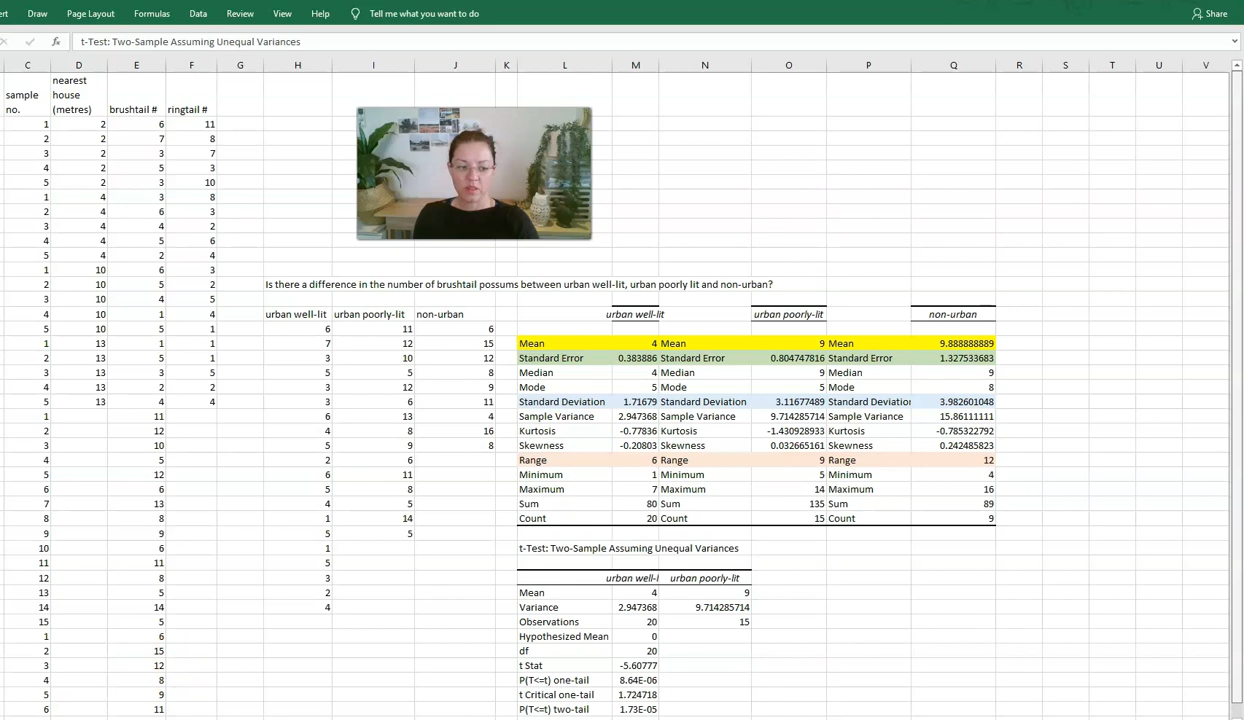 ert Draw Page Layout Formulas Data Review View Help Tell me what you want to do Share
fx t-Test: Two-Sample Assuming Unequal Variances
C D E F G H I J K L M N O P Q R S T U V
nearest
sample house
no. (metres) brushtail # ringtail #
1 2 6 11
2 2 7 8
3 2 3 7
4 2 5 3
5 2 3 10
1 4 3 8
2 4 6 3
3 4 4 2
4 4 5 6
5 4 2 4
1 10 6 3
2 10 5 2 Is there a difference in the number of brushtail possums between urban well-lit, urban poorly lit and non-urban?
3 10 4 5
4 10 1 4 urban well-lit urban poorly-lit non-urban urban well-lit urban poorly-lit non-urban
5 10 5 1 6 11 6
1 13 4 1 7 12 15 Mean 4 Mean 9 Mean 9.888888889
2 13 5 1 3 10 12 Standard Error 0.383886 Standard Error 0.804747816 Standard Error 1.327533683
3 13 3 5 5 5 8 Median 4 Median 9 Median 9
4 13 2 2 3 12 9 Mode 5 Mode 5 Mode 8
5 13 4 4 3 6 11 Standard Deviation 1.71679 Standard Deviation 3.11677489 Standard Deviatior 3.982601048
1 11 6 13 4 Sample Variance 2.947368 Sample Variance 9.714285714 Sample Variance 15.86111111
2 12 4 8 16 Kurtosis -0.77836 Kurtosis -1.430928933 Kurtosis -0.785322792
3 10 5 9 8 Skewness -0.20803 Skewness 0.032665161 Skewness 0.242485823
4 5 2 6 Range 6 Range 9 Range 12
5 12 6 11 Minimum 1 Minimum 5 Minimum 4
6 6 5 8 Maximum 7 Maximum 14 Maximum 16
7 13 4 5 Sum 80 Sum 135 Sum 89
8 8 1 14 Count 20 Count 15 Count 9
9 9 5 5
10 6 1 t-Test: Two-Sample Assuming Unequal Variances
11 11 5
12 8 3 urban well-l urban poorly-lit
13 5 2 Mean 4 9
14 14 4 Variance 2.947368 9.714285714
15 5 Observations 20 15
1 6 Hypothesized Mean 0
2 15 df 20
3 12 t Stat -5.60777
4 8 P(T<=t) one-tail 8.64E-06
5 9 t Critical one-tail 1.724718
6 11 P(T<=t) two-tail 1.73E-05